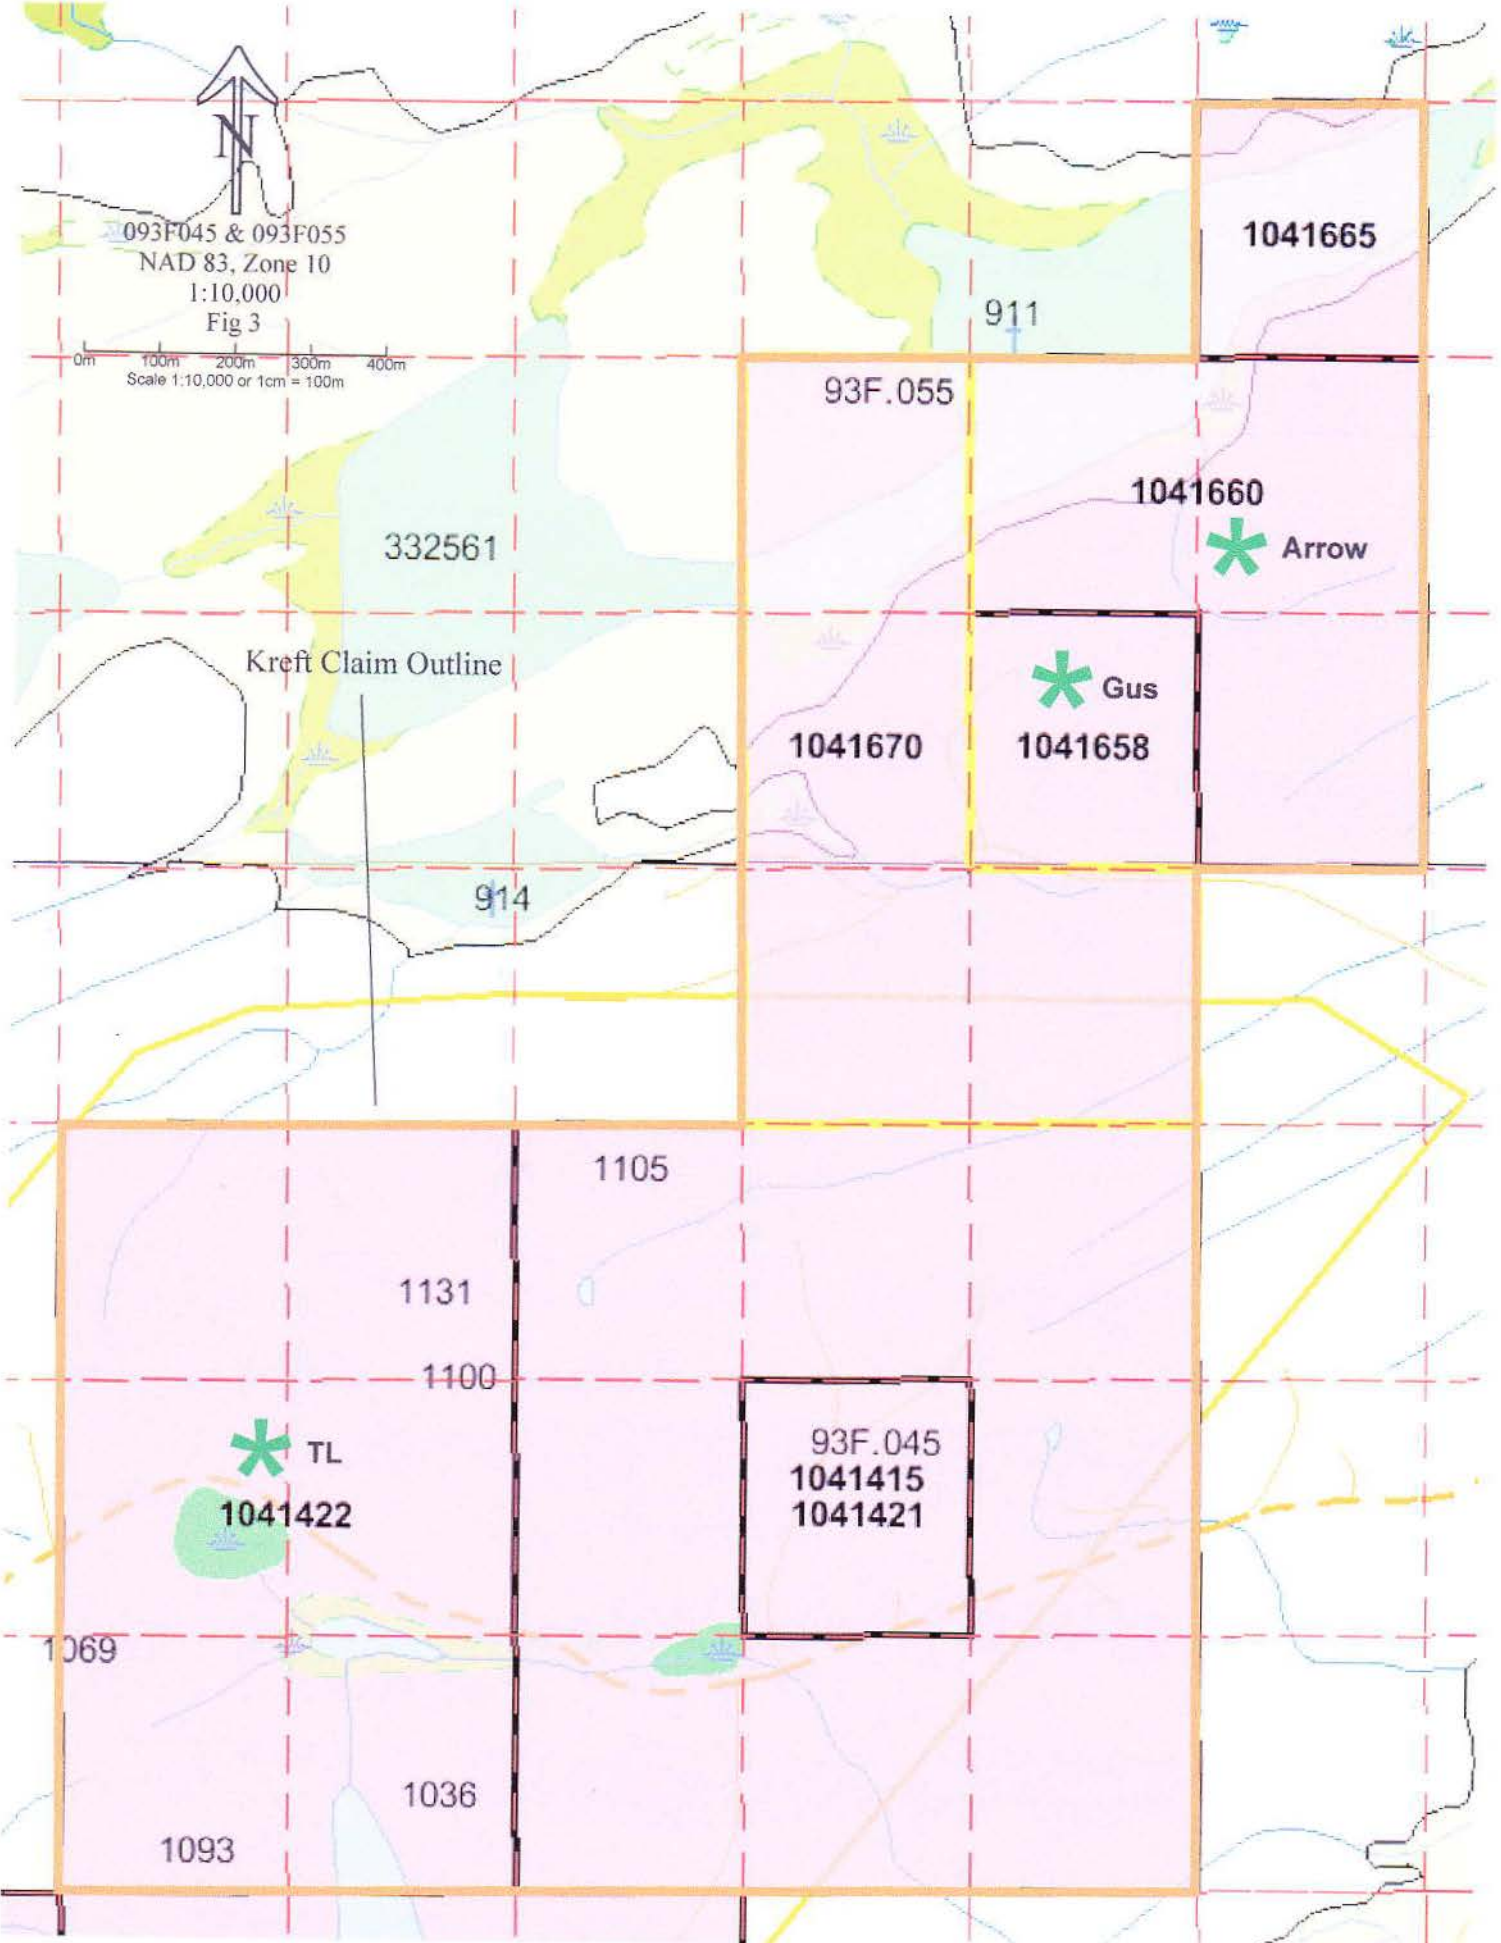 N
093F045 & 093F055
NAD 83, Zone 10
1:10,000
Fig 3
0m 100m 200m 300m 400m
Scale 1:10,000 or 1cm = 100m
1041665
911
93F.055
1041660
Arrow
332561
Kreft Claim Outline
Gus
1041670
1041658
914
1105
1131
1100
TL
1041422
93F.045
1041415
1041421
1069
1036
1093